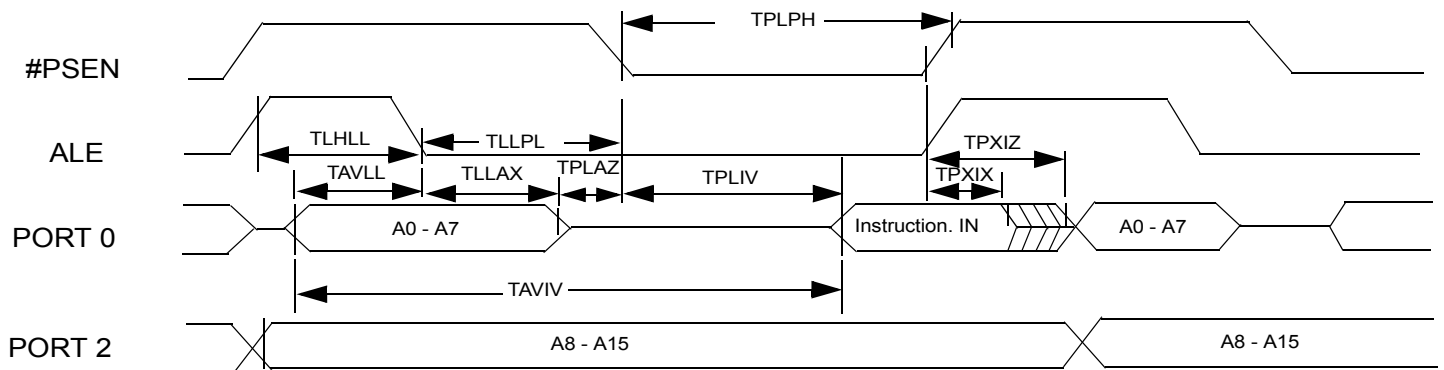 TPLPH
#PSEN
ALE
TLHLL
TLLPL
TPXIZ
TAVLL
TLLAX
TPLAZ
TPLIV
TPXIX
PORT 0
A0 - A7
Instruction. IN
A0 - A7
TAVIV
PORT 2
A8 - A15
A8 - A15